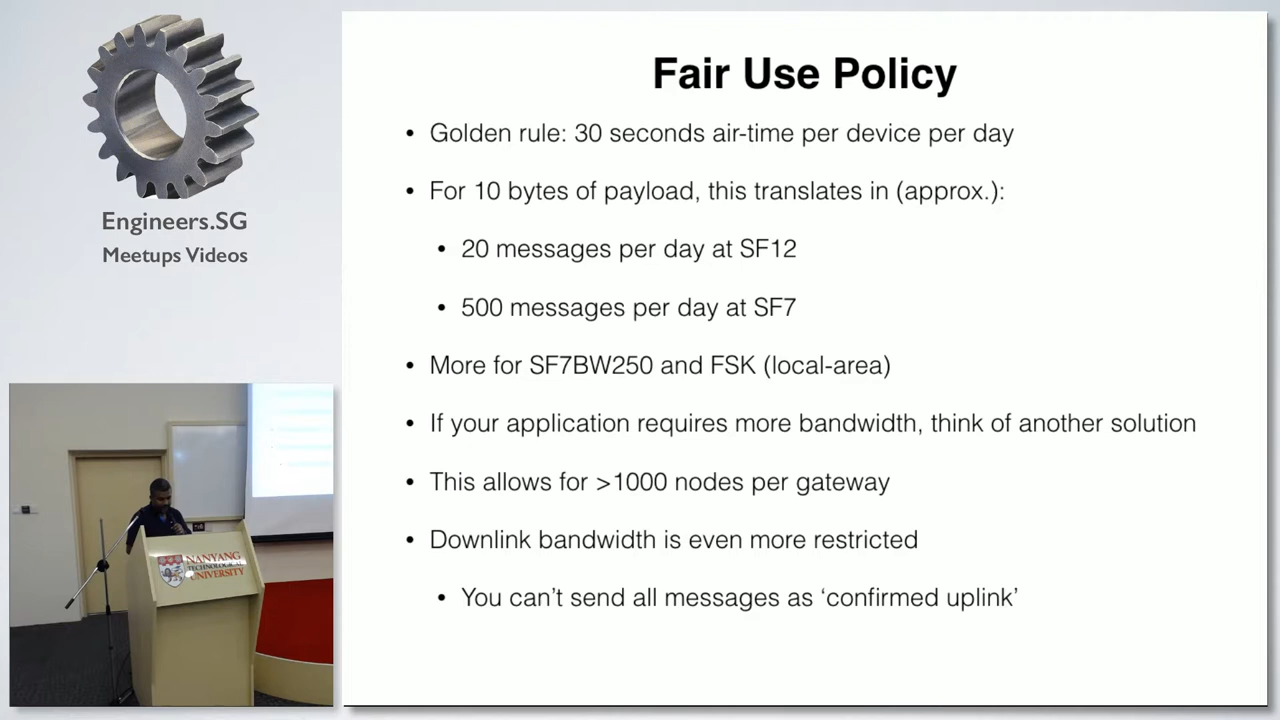 Engineers.SG
Meetups Videos
NANYANG
TECHNOLOGICAL
UNIVERSITY
Fair Use Policy
• Golden rule: 30 seconds air-time per device per day
• For 10 bytes of payload, this translates in (approx.):
• 20 messages per day at SF12
• 500 messages per day at SF7
• More for SF7BW250 and FSK (local-area)
• If your application requires more bandwidth, think of another solution
• This allows for >1000 nodes per gateway
• Downlink bandwidth is even more restricted
• You can't send all messages as ‘confirmed uplink’